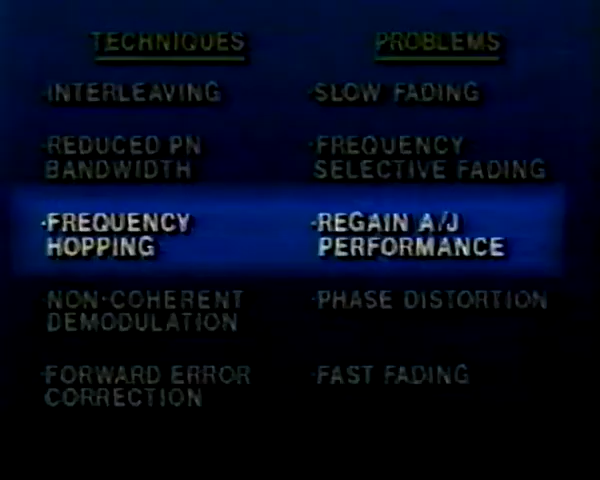 TECHNIQUES PROBLEMS
·INTERLEAVING ·SLOW FADING
·REDUCED PN ·FREQUENCY
BANDWIDTH SELECTIVE FADING
·FREQUENCY ·REGAIN A/J
HOPPING PERFORMANCE
·NON-COHERENT ·PHASE DISTORTION
DEMODULATION
·FORWARD ERROR ·FAST FADING
CORRECTION